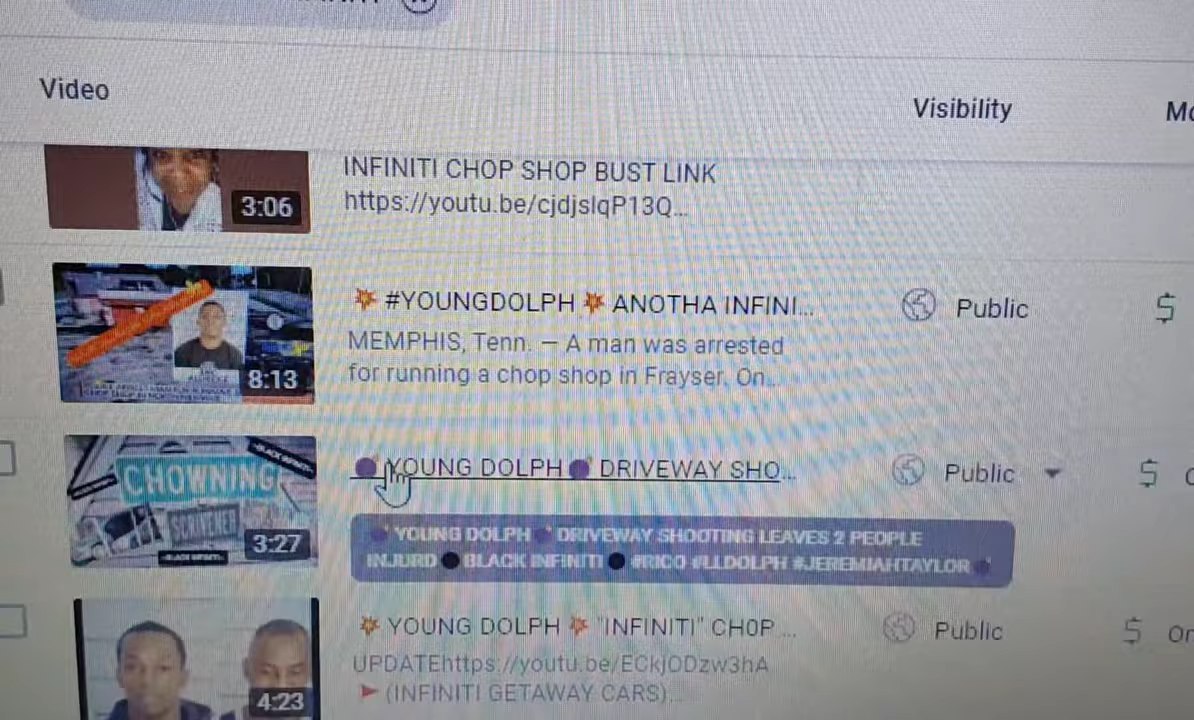 Video
Visibility
INFINITI CHOP SHOP BUST LINK
https://youtu.be/cjdjslqP13Q...
3:06
💥 #YOUNGDOLPH 💥 ANOTHA INFINI...
Public
$
MEMPHIS, Tenn. — A man was arrested
for running a chop shop in Frayser. On...
8:13
YOUNG DOLPH DRIVEWAY SHO...
Public
$
CHOWNING
SCRIVENER
-BLACK INFINITI-
3:27
YOUNG DOLPH DRIVEWAY SHOOTING LEAVES 2 PEOPLE
INJURD ⚫ BLACK INFINITI ⚫ #RICO #LLDOLPH #JEREMIAHTAYLOR
💥 YOUNG DOLPH 💥 "INFINITI" CHOP ...
Public
$
UPDATEhttps://youtu.be/ECkjODzw3hA
(INFINITI GETAWAY CARS)...
4:23